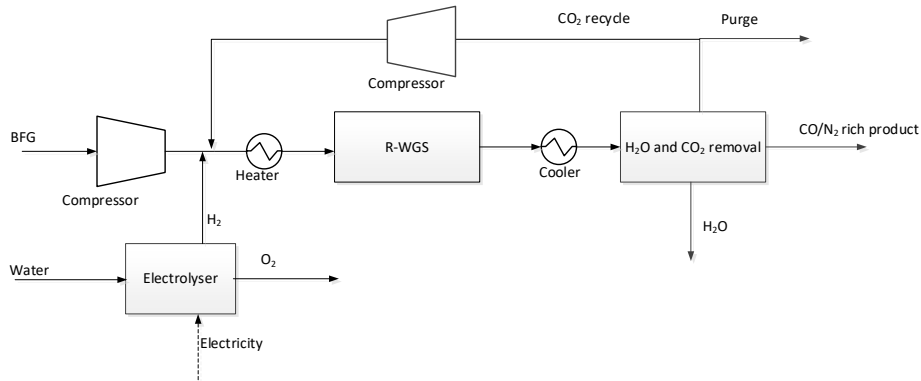 CO₂ recycle
Purge
Compressor
BFG
Compressor
Heater
R-WGS
Cooler
H₂O and CO₂ removal
CO/N₂ rich product
H₂
H₂O
Water
Electrolyser
O₂
Electricity